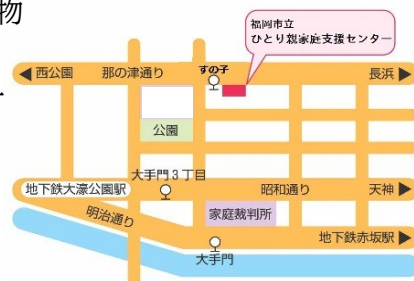 物
福岡市立
ひとり親家庭支援センター
西公園
那の津通り
すの子
長浜
公園
大手門3丁目
地下鉄大濠公園駅
昭和通り
天神
明治通り
家庭裁判所
地下鉄赤坂駅
大手門